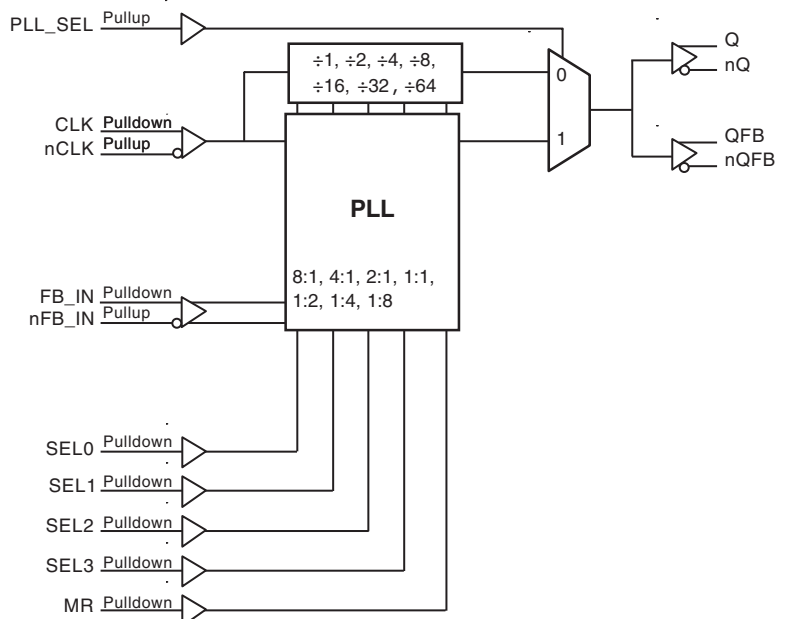 PLL_SEL Pullup
÷1, ÷2, ÷4, ÷8,
÷16, ÷32, ÷64
0
Q
nQ
CLK Pulldown
nCLK Pullup
1
QFB
nQFB
PLL
8:1, 4:1, 2:1, 1:1,
1:2, 1:4, 1:8
FB_IN Pulldown
nFB_IN Pullup
SEL0 Pulldown
SEL1 Pulldown
SEL2 Pulldown
SEL3 Pulldown
MR Pulldown